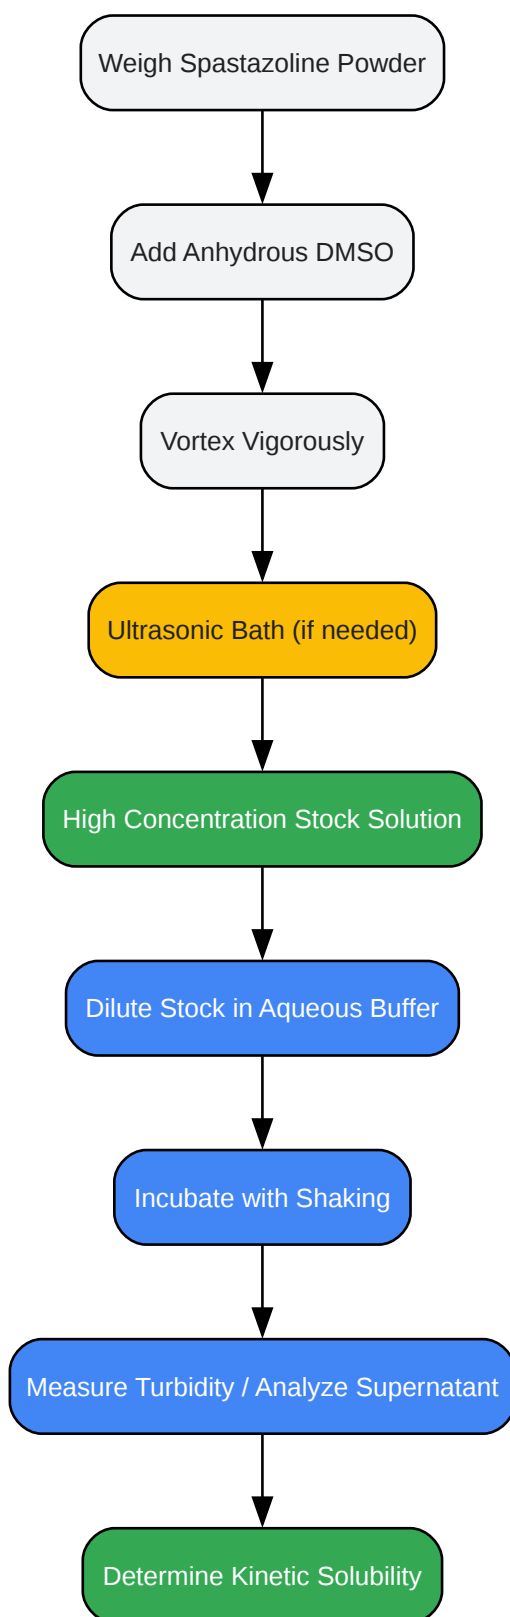 Weigh Spastazoline Powder
Add Anhydrous DMSO
Vortex Vigorously
Ultrasonic Bath (if needed)
High Concentration Stock Solution
Dilute Stock in Aqueous Buffer
Incubate with Shaking
Measure Turbidity / Analyze Supernatant
Determine Kinetic Solubility